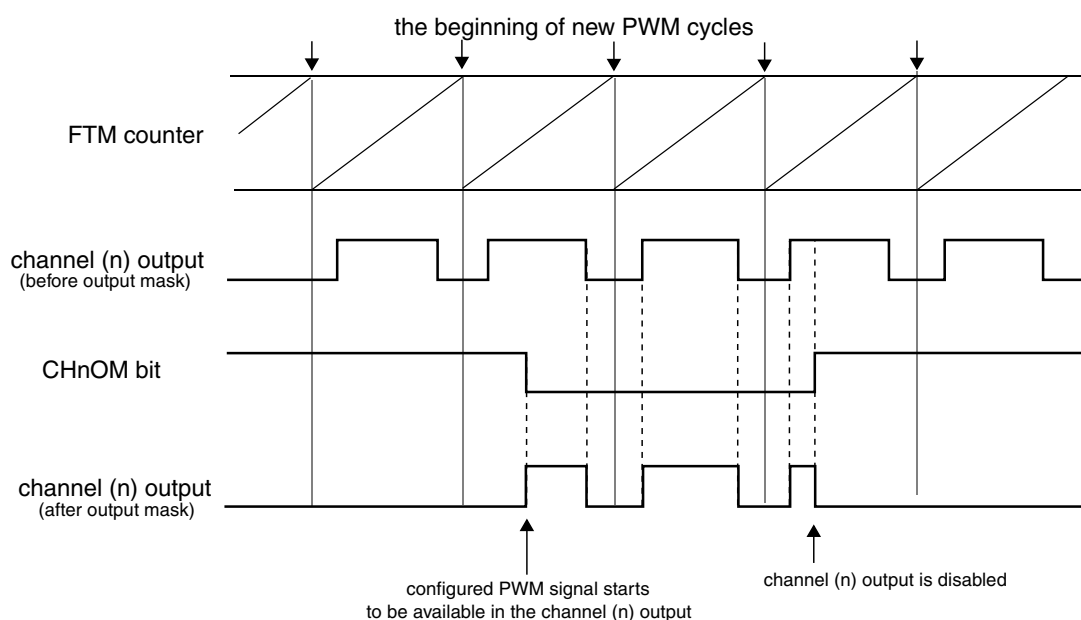 the beginning of new PWM cycles
FTM counter
channel (n) output
(before output mask)
CHnOM bit
channel (n) output
(after output mask)
configured PWM signal starts
to be available in the channel (n) output
channel (n) output is disabled